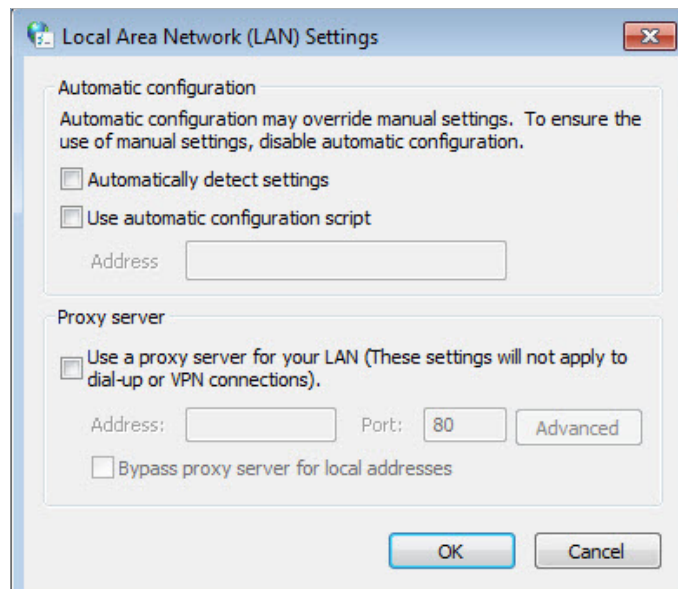 Local Area Network (LAN) Settings
Automatic configuration
Automatic configuration may override manual settings.  To ensure the
use of manual settings, disable automatic configuration.
Automatically detect settings
Use automatic configuration script
Address
Proxy server
Use a proxy server for your LAN (These settings will not apply to
dial-up or VPN connections).
Address: Port: 80 Advanced
Bypass proxy server for local addresses
OK Cancel